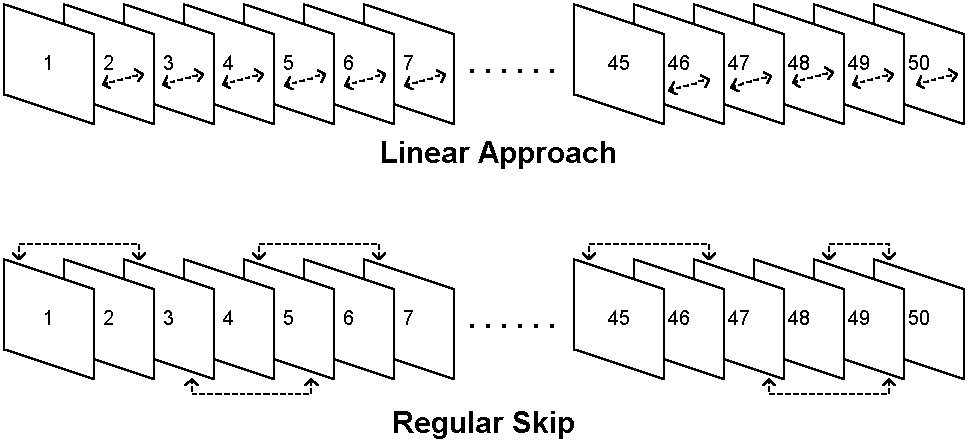 1 2 3 4 5 6 7 . . . . . . 45 46 47 48 49 50
Linear Approach
1 2 3 4 5 6 7 . . . . . . 45 46 47 48 49 50
Regular Skip